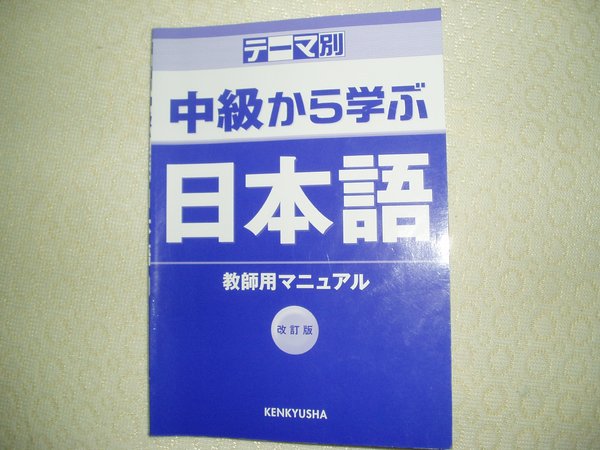 テーマ別
中級から学ぶ
日本語
教師用マニュアル
改訂版
KENKYUSHA